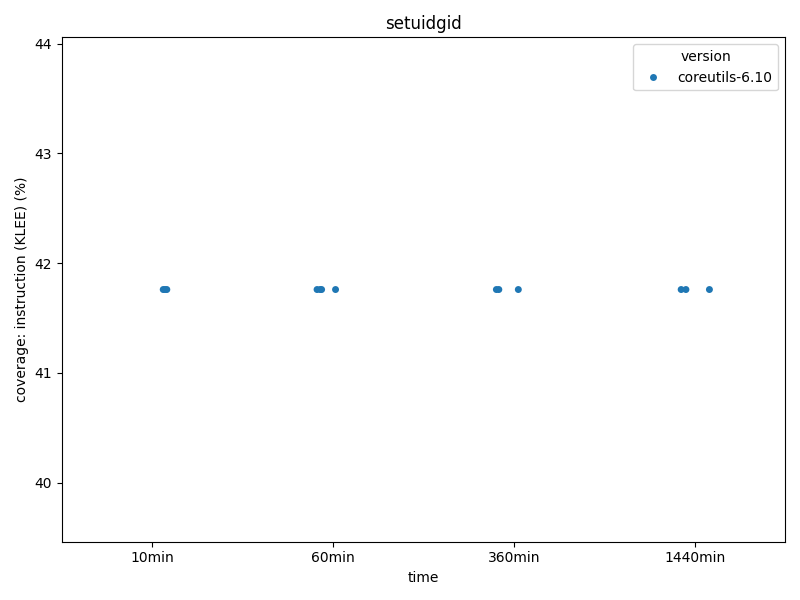 setuidgid
version
coreutils-6.10
coverage: instruction (KLEE) (%)
44
43
42
41
40
10min
60min
360min
1440min
time